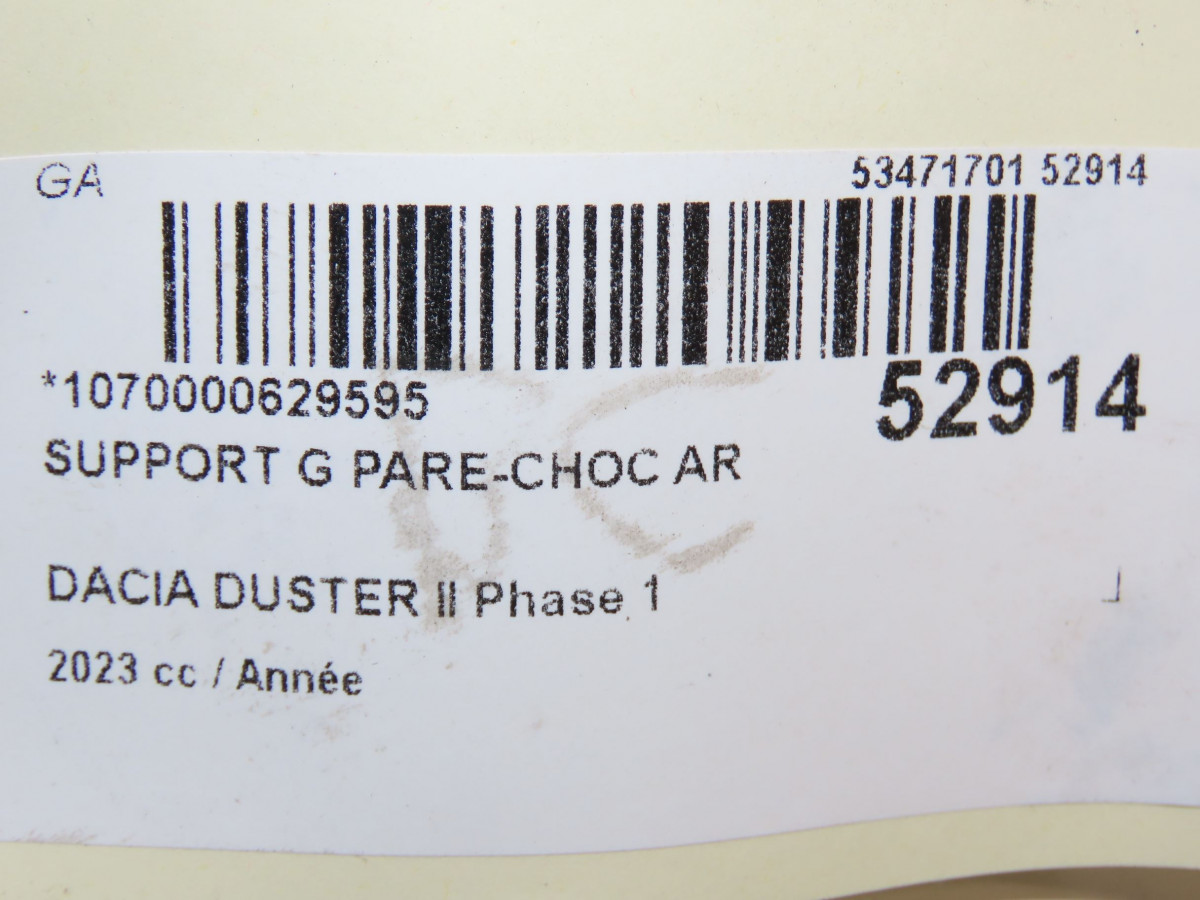 GA
53471701 52914
*1070000629595
52914
SUPPORT G PARE-CHOC AR
DACIA DUSTER II Phase 1
2023 cc / Année